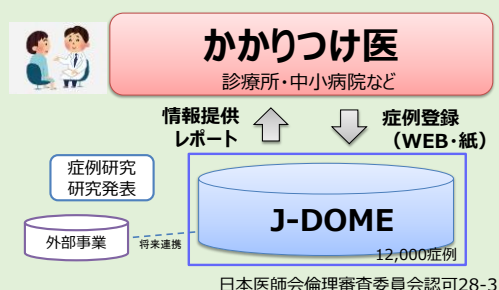 かかりつけ医
診療所・中小病院など
情報提供
レポート
症例登録
（WEB・紙）
症例研究
研究発表
J-DOME
外部事業
将来連携
12,000症例
日本医師会倫理審査委員会認可28-3